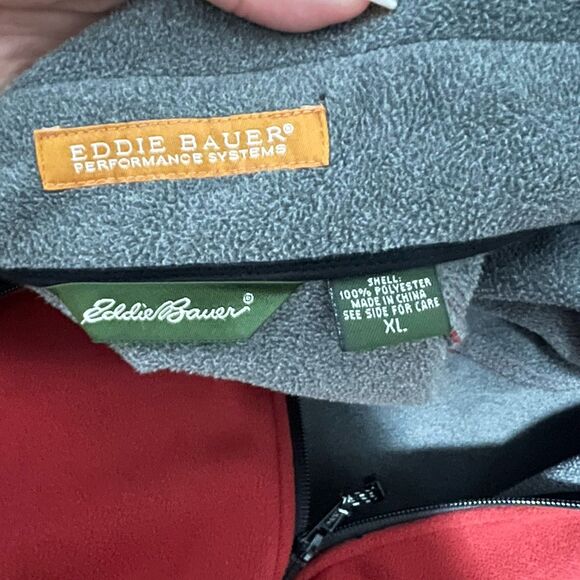 EDDIE BAUER®
PERFORMANCE SYSTEMS
Eddie Bauer®
SHELL:
100% POLYESTER
MADE IN CHINA
SEE SIDE FOR CARE
XL